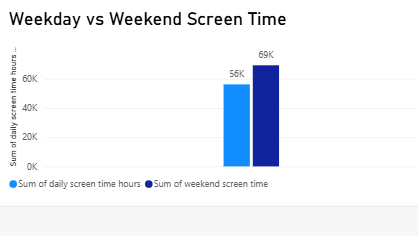 Weekday vs Weekend Screen Time
Sum of daily screen time hours ...
69K
56K
60K
40K
20K
0K
Sum of daily screen time hours Sum of weekend screen time